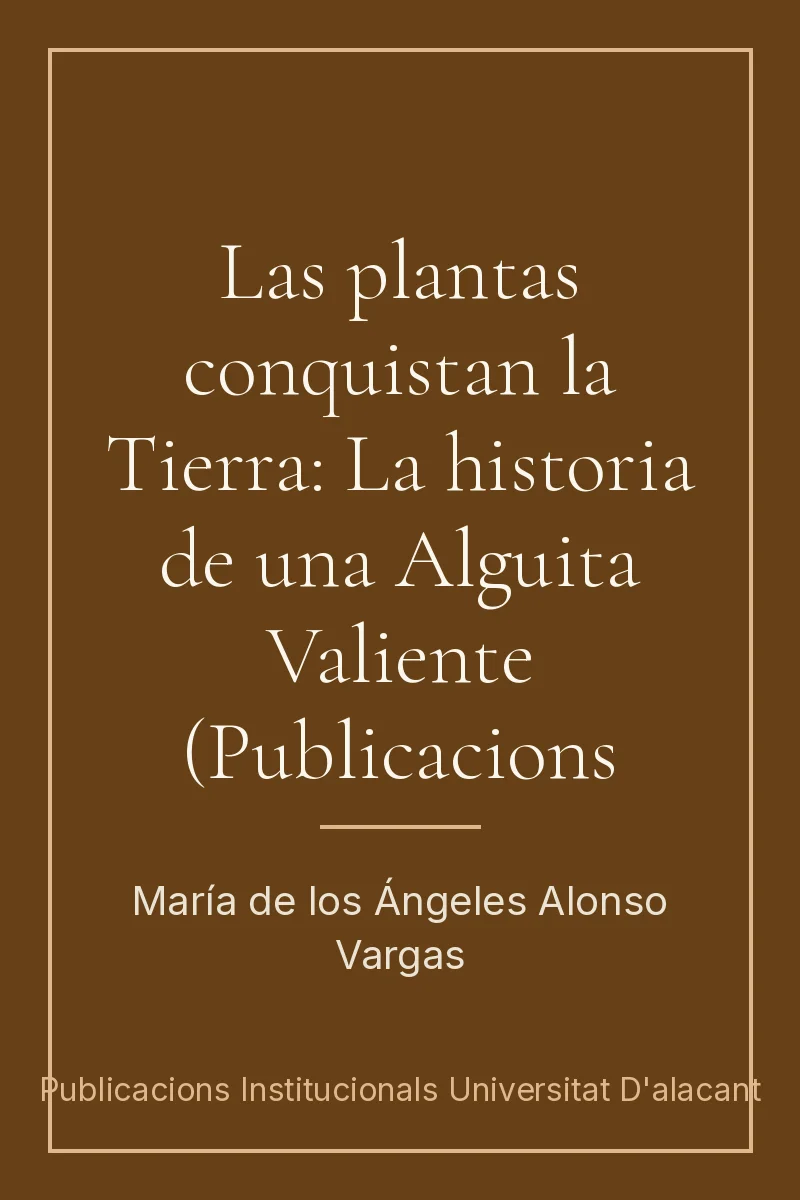 Las plantas
conquistan la
Tierra: La historia
de una Alguita
Valiente
(Publicacions
María de los Ángeles Alonso
Vargas
Publicacions Institucionals Universitat D'alacant